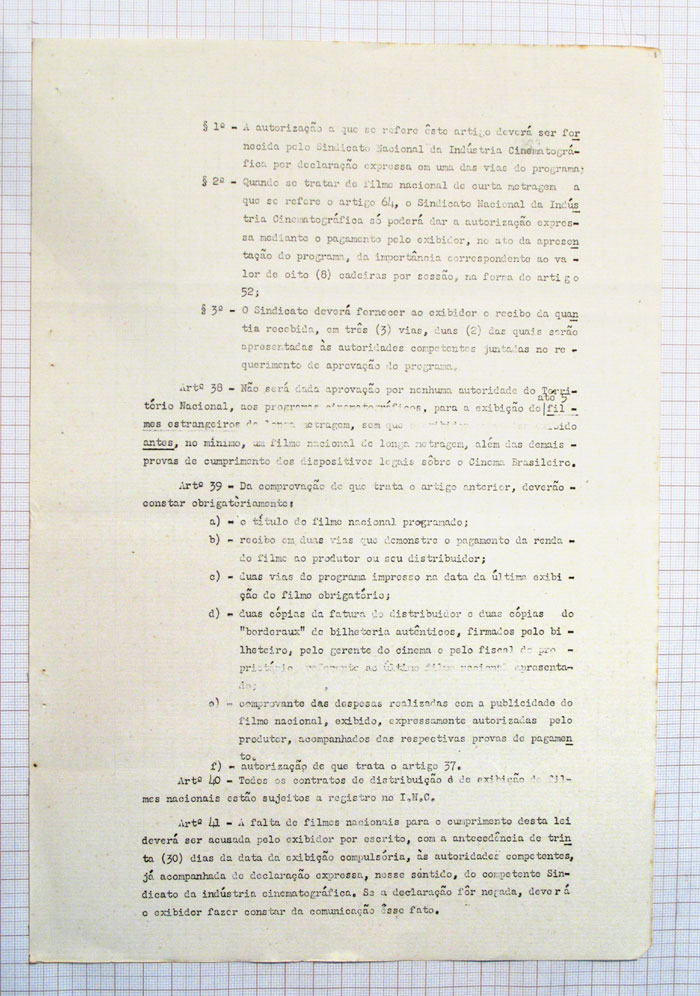 § 1º - A autorização a que se refere êste artigo deverá ser for
necida pelo Sindicato Nacional da Indústria Cinematográ-
fica por declaração expressa em uma das vias do programa;
§ 2º - Quando se tratar de filme nacional de curta metragem a
que se refere o artigo 64, o Sindicato Nacional da Indús
tria Cinematográfica só poderá dar a autorização expres-
sa mediante o pagamento pelo exibidor, no ato da apresen
tação do programa, da importância correspondente ao va -
lor de oito (8) cadeiras por sessão, na forma do artigo
52;
§ 3º - O Sindicato deverá fornecer ao exibidor o recibo da quan
tia recebida, em três (3) vias, duas (2) das quais serão
apresentadas às autoridades competentes juntadas no re -
querimento de aprovação do programa.
Artº 38 - Não será dada aprovação por nenhuma autoridade do Terri-
até 5
tório Nacional, aos programas cinematográficos, para a exibição de fil-
mes estrangeiros de longa metragem, sem que
antes, no mínimo, um filme nacional de longa metragem, além das demais -
provas de cumprimento dos dispositivos legais sôbre o Cinema Brasileiro.
Artº 39 - Da comprovação de que trata o artigo anterior, deverão -
constar obrigatòriamente:
a) - o título do filme nacional programado;
b) - recibo em duas vias que demonstre o pagamento da renda -
do filme ao produtor ou seu distribuidor;
c) - duas vias do programa impresso na data da última exibi -
ção do filme obrigatório;
d) - duas cópias da fatura do distribuidor e duas cópias do
"borderaux" de bilheteria autênticos, firmados pelo bi -
lheteiro, pelo gerente do cinema e pelo fiscal do pro -
prietário referente ao último filme nacional apresenta-
do;
e) - comprovante das despesas realizadas com a publicidade do
filme nacional, exibido, expressamente autorizadas pelo
produtor, acompanhados das respectivas provas de pagamen
to.
f) - autorização de que trata o artigo 37.
Artº 40 - Todos os contratos de distribuição e de exibição de fil-
mes nacionais estão sujeitos a registro no I.N.C.
Artº 41 - A falta de filmes nacionais para o cumprimento desta lei
deverá ser acusada pelo exibidor por escrito, com a antecedência de trin
ta (30) dias da data da exibição compulsória, às autoridades competentes,
já acompanhada de declaração expressa, nesse sentido, do competente Sin-
dicato da indústria cinematográfica. Se a declaração fôr negada, deverá
o exibidor fazer constar da comunicação êsse fato.